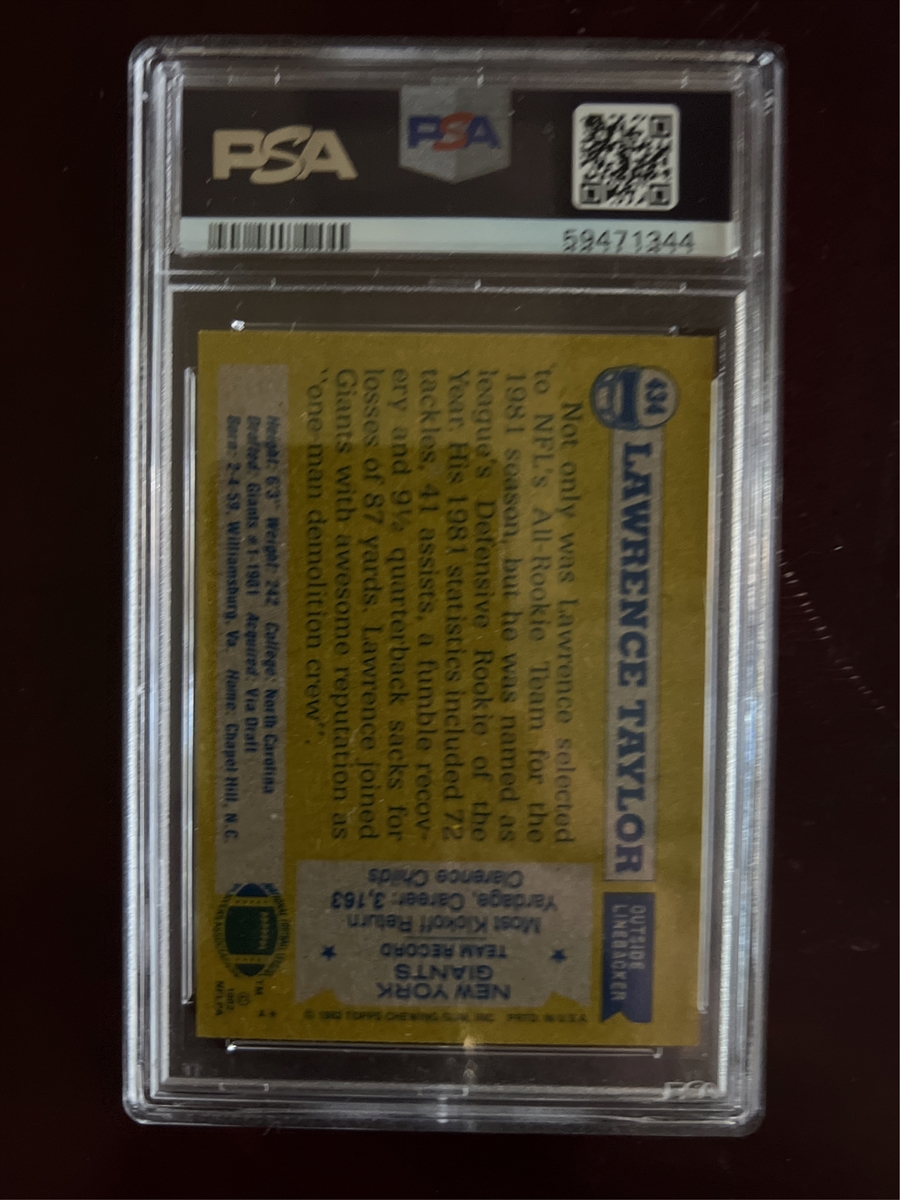 PSA
PSA
59471344
434
LAWRENCE TAYLOR
OUTSIDE
LINEBACKER
Not only was Lawrence selected
to NFL's All-Rookie Team for the
1981 season, but he was named as
league's Defensive Rookie of the
Year. His 1981 statistics included 72
tackles, 41 assists, a fumble recov-
ery and 9½ quarterback sacks for
losses of 87 yards. Lawrence joined
Giants with awesome reputation as
"one-man demolition crew".
Height: 6'3" Weight: 242 College: North Carolina
Drafted: Giants #1-1981 Acquired: Via Draft
Born: 2-4-59, Williamsburg, Va. Home: Chapel Hill, N.C.
NEW YORK
GIANTS
TEAM RECORD
Most Kickoff Return
Yardage, Career: 3,163
Clarence Childs
TM
© 1982
NFLPA
© 1982 TOPPS CHEWING GUM, INC. PRTD. IN U.S.A.
PSA